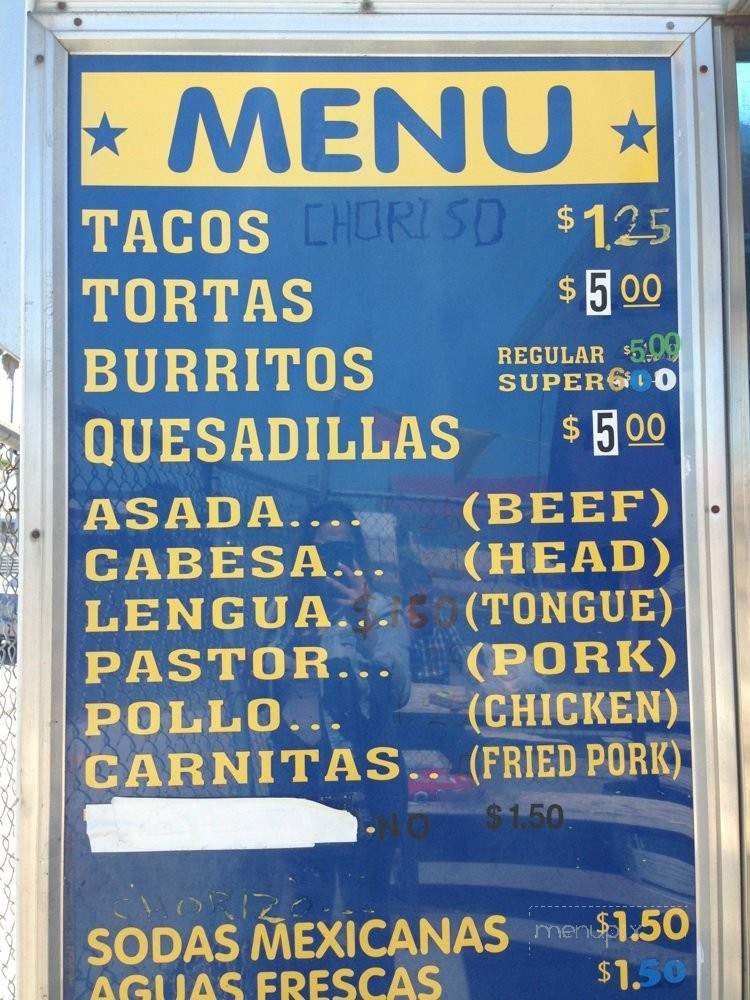 MENU
TACOS CHORISO $1.25
TORTAS $5.00
BURRITOS REGULAR $5.00
SUPER 6.00
QUESADILLAS $5.00
ASADA.... (BEEF)
CABESA... (HEAD)
LENGUA... $1.50 (TONGUE)
PASTOR... (PORK)
POLLO... (CHICKEN)
CARNITAS.. (FRIED PORK)
NO $1.50
CHORIZO...
SODAS MEXICANAS $1.50
AGUAS FRESCAS $1.50
menupix